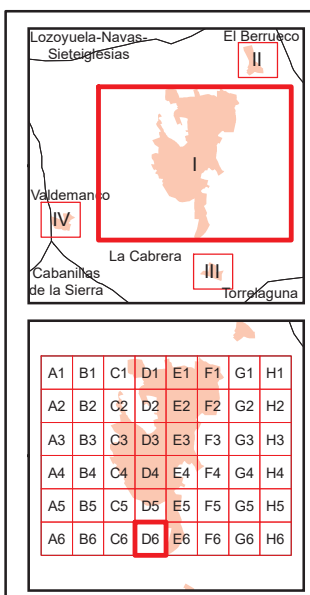 Lozoyuela-Navas-
Sieteiglesias
El Berrueco
II
I
Valdemanco
IV
La Cabrera
III
Cabanillas
de la Sierra
Torrelaguna
A1 B1 C1 D1 E1 F1 G1 H1
A2 B2 C2 D2 E2 F2 G2 H2
A3 B3 C3 D3 E3 F3 G3 H3
A4 B4 C4 D4 E4 F4 G4 H4
A5 B5 C5 D5 E5 F5 G5 H5
A6 B6 C6 D6 E6 F6 G6 H6